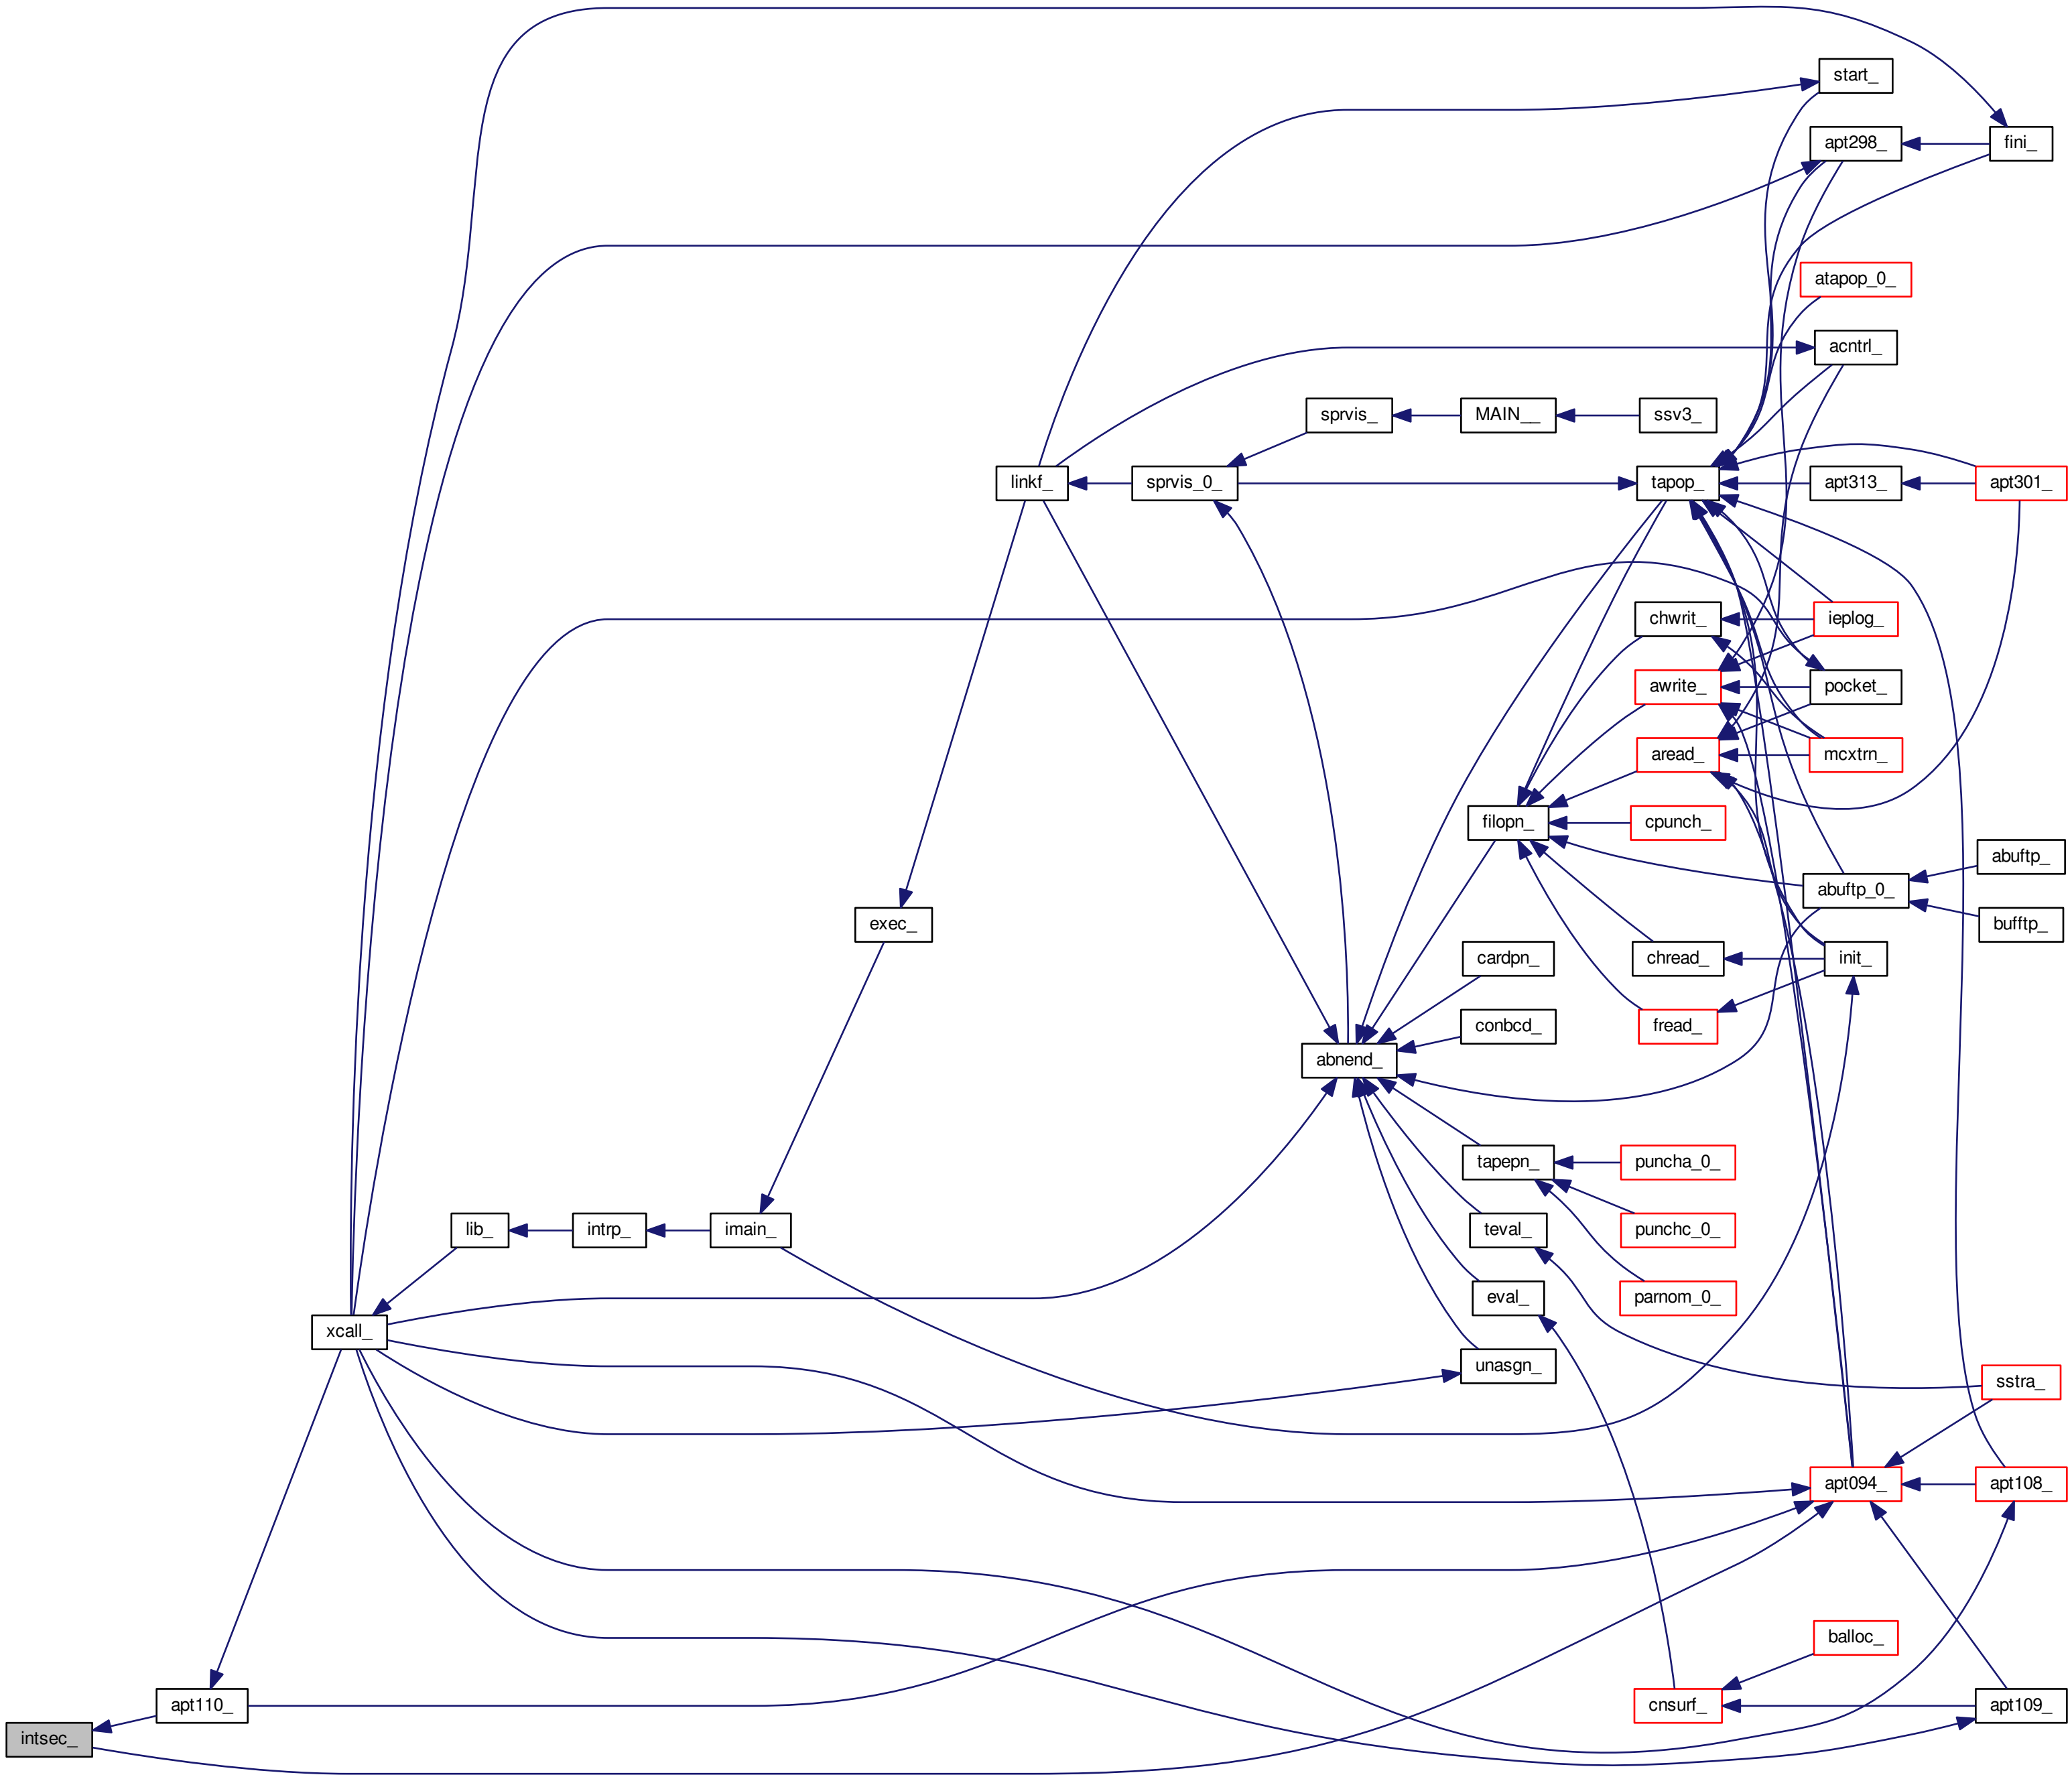 start_
apt298_
fini_
atapop_0_
acntrl_
sprvis_
MAIN__
ssv3_
linkf_
sprvis_0_
tapop_
apt313_
apt301_
chwrit_
ieplog_
awrite_
pocket_
aread_
mcxtrn_
filopn_
cpunch_
abuftp_
abuftp_0_
exec_
bufftp_
cardpn_
chread_
init_
conbcd_
fread_
abnend_
tapepn_
puncha_0_
lib_
intrp_
imain_
teval_
punchc_0_
eval_
parnom_0_
xcall_
unasgn_
sstra_
apt094_
apt108_
balloc_
apt110_
cnsurf_
apt109_
intsec_